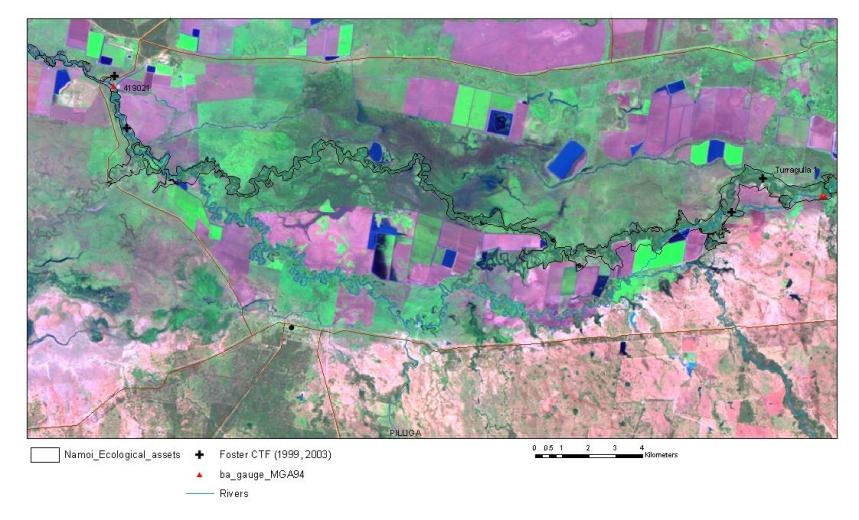 419021
Turragulla
PILLIGA
Namoi_Ecological_assets
Foster CTF (1999, 2003)
0 0.5 1 2 3 4
Kilometers
ba_gauge_MGA94
Rivers